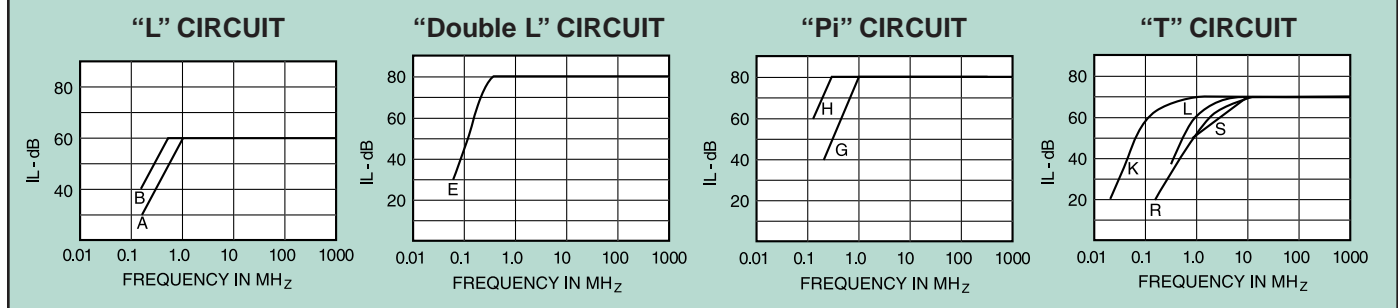 “L” CIRCUIT
80
60
40
IL - dB
B
A
0.01 0.1 1.0 10 100 1000
FREQUENCY IN MHZ
“Double L” CIRCUIT
80
60
40
20
IL - dB
E
0.01 0.1 1.0 10 100 1000
FREQUENCY IN MHZ
“Pi” CIRCUIT
80
60
40
20
IL - dB
H
G
0.01 0.1 1.0 10 100 1000
FREQUENCY IN MHZ
“T” CIRCUIT
80
60
40
20
IL - dB
L
S
K
R
0.01 0.1 1.0 10 100 1000
FREQUENCY IN MHZ